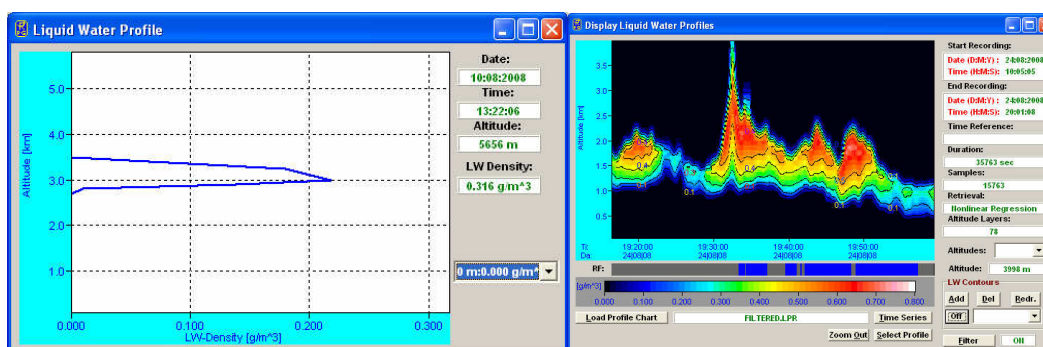 Liquid Water Profile
Date:
10:08:2008
Time:
13:22:06
Altitude:
5656 m
LW Density:
0.316 g/m^3
0 m:0.000 g/m^
Altitude [km]
5.0
4.0
3.0
2.0
1.0
0.000 0.100 0.200 0.300
LW-Density [g/m^3]
Display Liquid Water Profiles
Altitude [km]
3.5
3.0
2.5
2.0
1.5
1.0
0.5
0.4 0.1 0.1 0.4 0.1 0.1
Ti: 19:20:00 19:30:00 19:40:00 19:50:00
Da: 24|08|08 24|08|08 24|08|08 24|08|08
RF:
[g/m^3]
0.000 0.100 0.200 0.300 0.400 0.500 0.600 0.700 0.800
Load Profile Chart FILTERED.LPR Time Series
Zoom Out Select Profile
Start Recording:
Date (D:M:Y) : 24:08:2008
Time (H:M:S): 10:05:05
End Recording:
Date (D:M:Y) : 24:08:2008
Time (H:M:S): 20:01:08
Time Reference:
Duration:
35763 sec
Samples:
15763
Retrieval:
Nonlinear Regression
Altitude Layers:
78
Altitudes:
Altitude: 3998 m
LW Contours
Add Del Redr.
Off
Filter Off